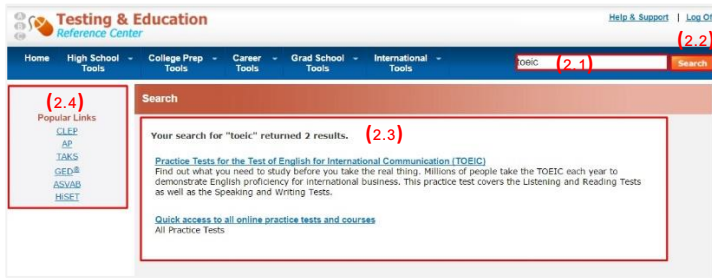 Testing & Education
Reference Center
Help & Support | Log Of
(2.2)
Home High School Tools College Prep Tools Career Tools Grad School Tools International Tools
toeic (2.1) Search
(2.4)
Popular Links
CLEP
AP
TAKS
GED®
ASVAB
HiSET
Search
Your search for "toeic" returned 2 results. (2.3)
Practice Tests for the Test of English for International Communication (TOEIC)
Find out what you need to study before you take the real thing. Millions of people take the TOEIC each year to
demonstrate English proficiency for international business. This practice test covers the Listening and Reading Tests
as well as the Speaking and Writing Tests.
Quick access to all online practice tests and courses
All Practice Tests